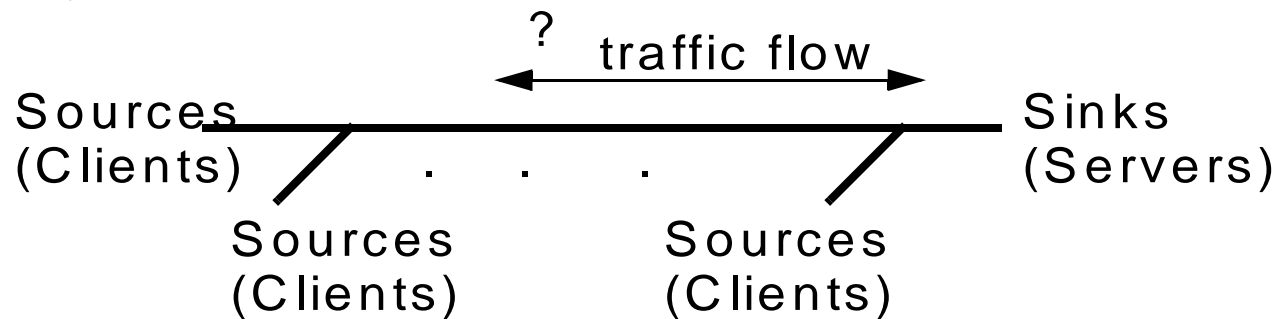 ?
traffic flow
Sources
(Clients)
Sinks
(Servers)
. . .
Sources
(Clients)
Sources
(Clients)